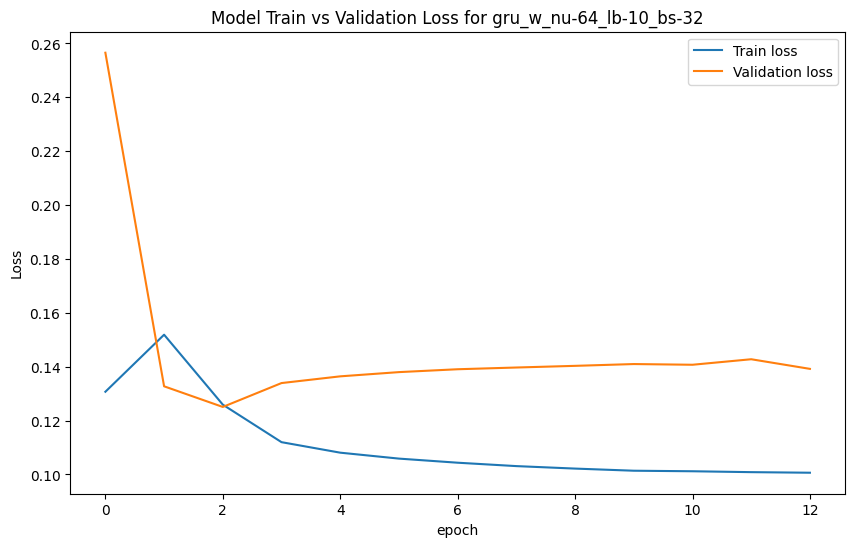 Model Train vs Validation Loss for gru_w_nu-64_lb-10_bs-32
Train loss
Validation loss
0.26
0.24
0.22
0.20
0.18
0.16
0.14
0.12
0.10
Loss
0 2 4 6 8 10 12
epoch